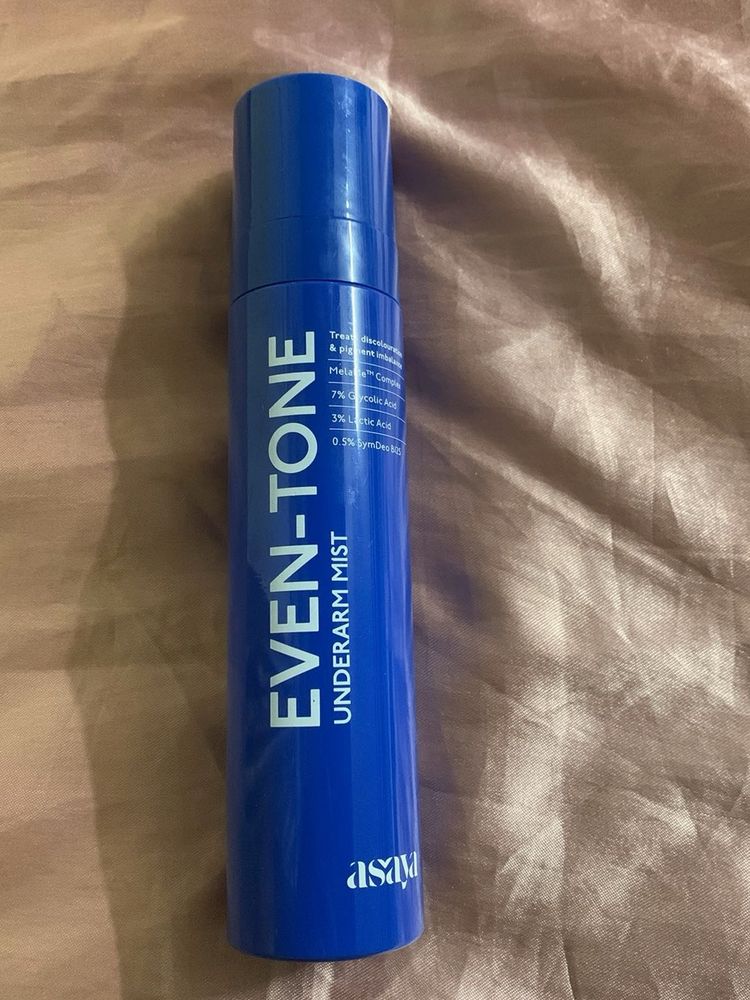 EVEN-TONE
UNDERARM MIST
Treats discolouration
& pigment imbalance
MelaMe™ Complex
7% Glycolic Acid
3% Lactic Acid
0.5% SymDeo B125
asaya